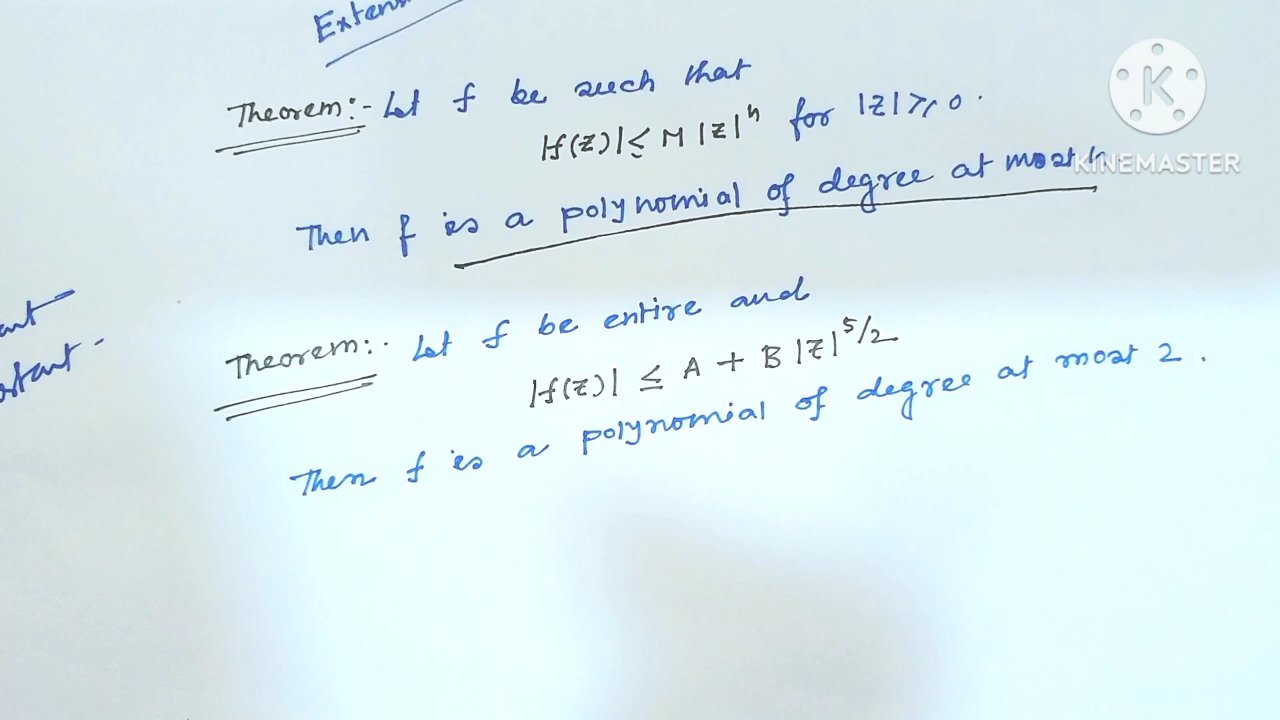 Exten
Theorem:- Let f be such that
|f(z)| ≤ M |z|ⁿ for |z| ≥ 0.
Then f is a polynomial of degree at most n.
K
KINEMASTER
Theorem:- Let f be entire and
|f(z)| ≤ A + B |z|^5/2
Then f is a polynomial of degree at most 2.